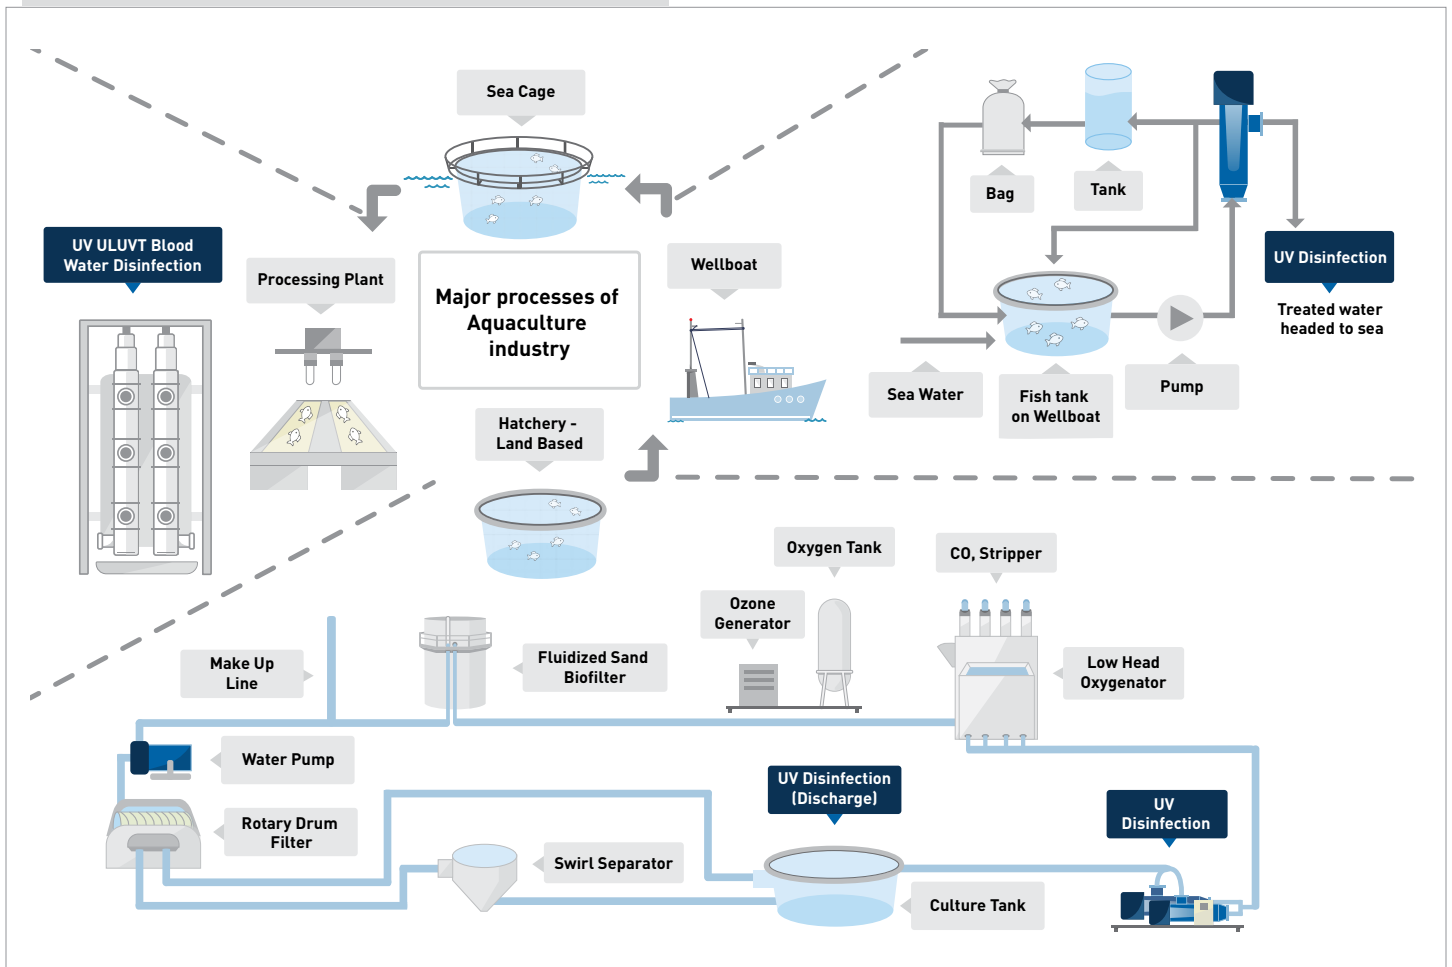 Sea Cage
Bag
Tank
UV ULUVT Blood
Water Disinfection
Processing Plant
Major processes of
Aquaculture
industry
Wellboat
UV Disinfection
Treated water
headed to sea
Sea Water
Fish tank
on Wellboat
Pump
Hatchery -
Land Based
Oxygen Tank
CO, Stripper
Ozone
Generator
Make Up
Line
Fluidized Sand
Biofilter
Low Head
Oxygenator
Water Pump
UV Disinfection
(Discharge)
UV
Disinfection
Rotary Drum
Filter
Swirl Separator
Culture Tank